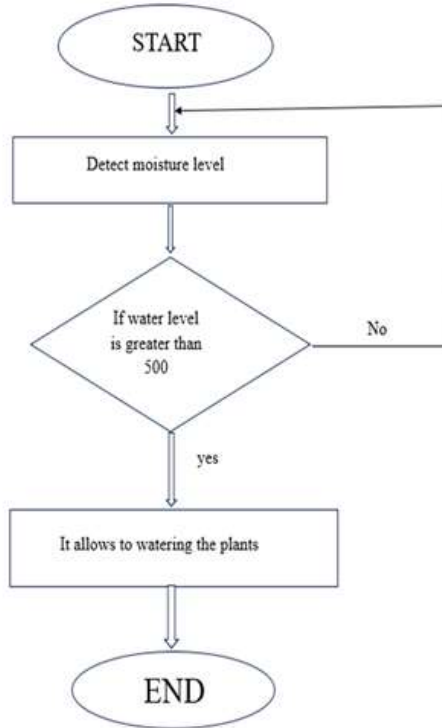 START
Detect moisture level
If water level
is greater than
500
No
yes
It allows to watering the plants
END